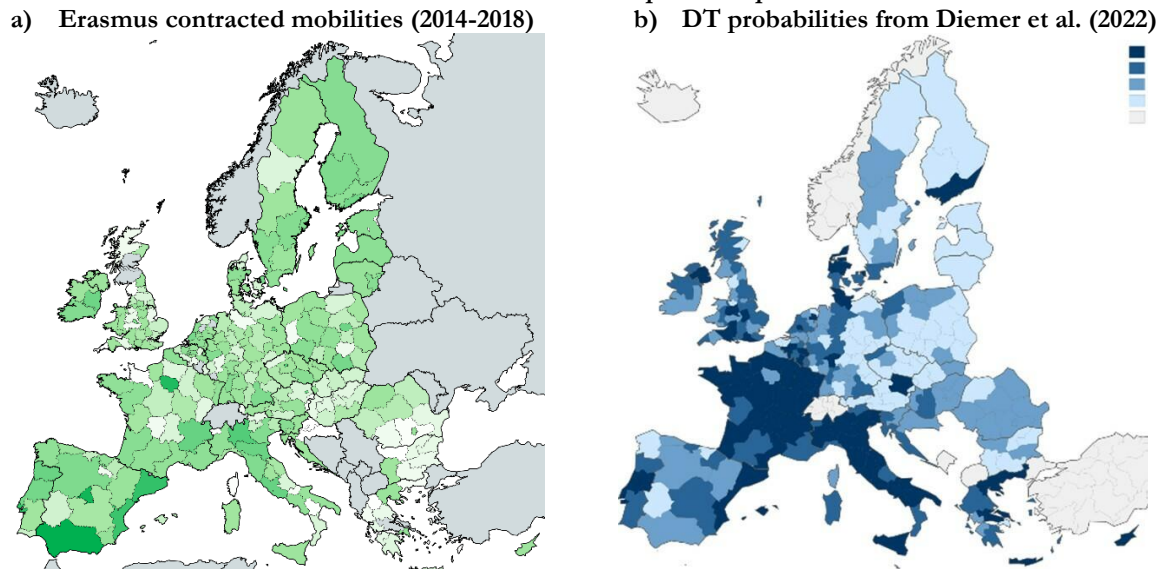 a) Erasmus contracted mobilities (2014-2018)
b) DT probabilities from Diemer et al. (2022)